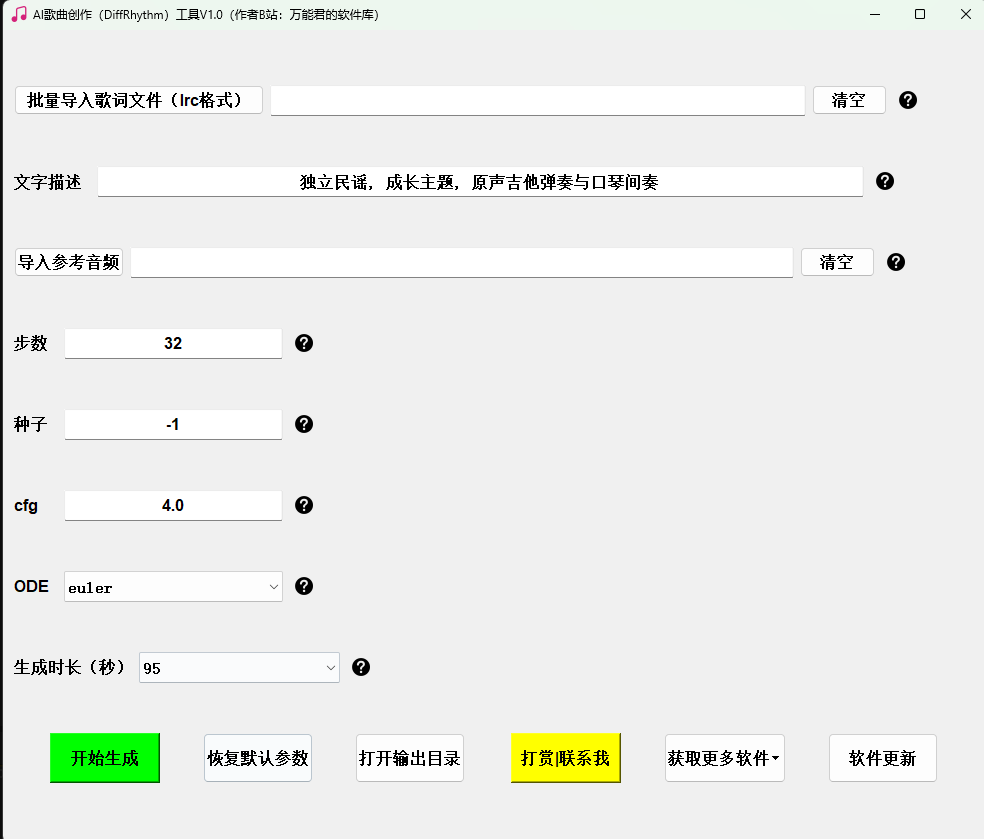 AI歌曲创作（DiffRhythm）工具V1.0（作者B站：万能君的软件库）
批量导入歌词文件（lrc格式） 清空 ?
文字描述 独立民谣，成长主题，原声吉他弹奏与口琴间奏 ?
导入参考音频 清空 ?
步数 32 ?
种子 -1 ?
cfg 4.0 ?
ODE euler ?
生成时长（秒） 95 ?
开始生成 恢复默认参数 打开输出目录 打赏|联系我 获取更多软件 软件更新